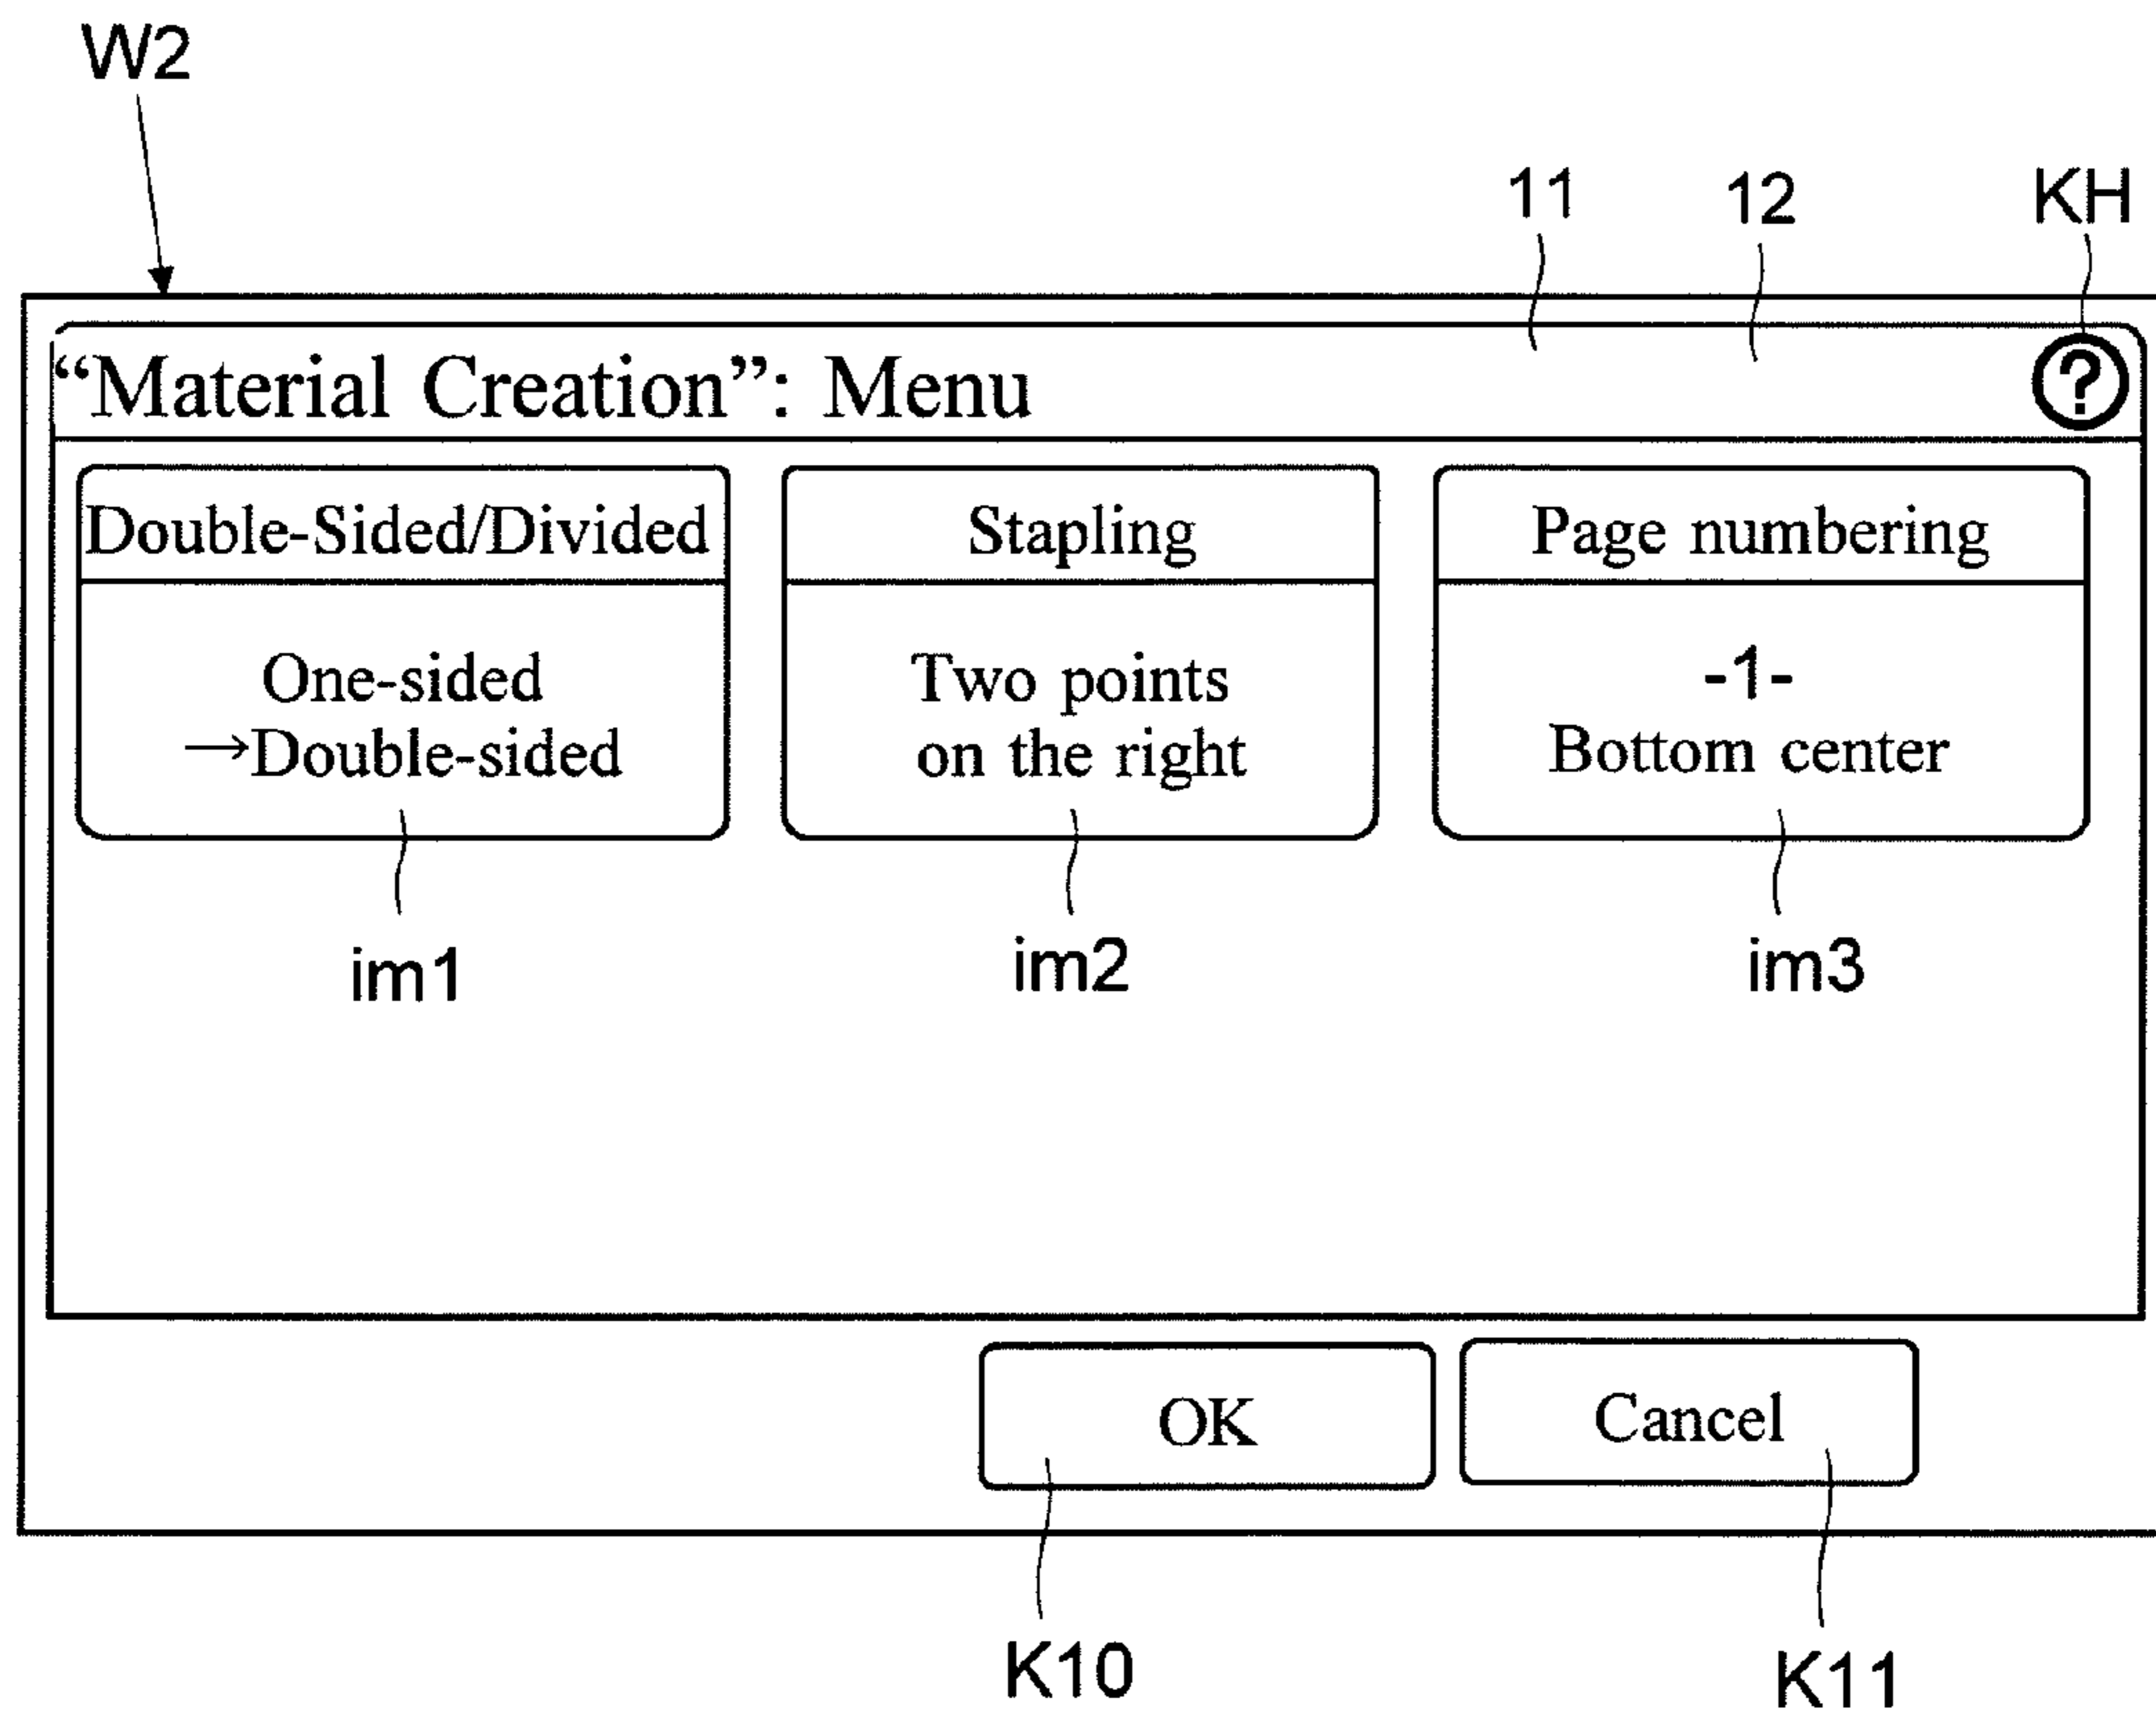 W2
11 12 KH
“Material Creation”: Menu ?
Double-Sided/Divided
One-sided
→Double-sided
Stapling
Two points
on the right
Page numbering
-1-
Bottom center
im1 im2 im3
OK Cancel
K10 K11